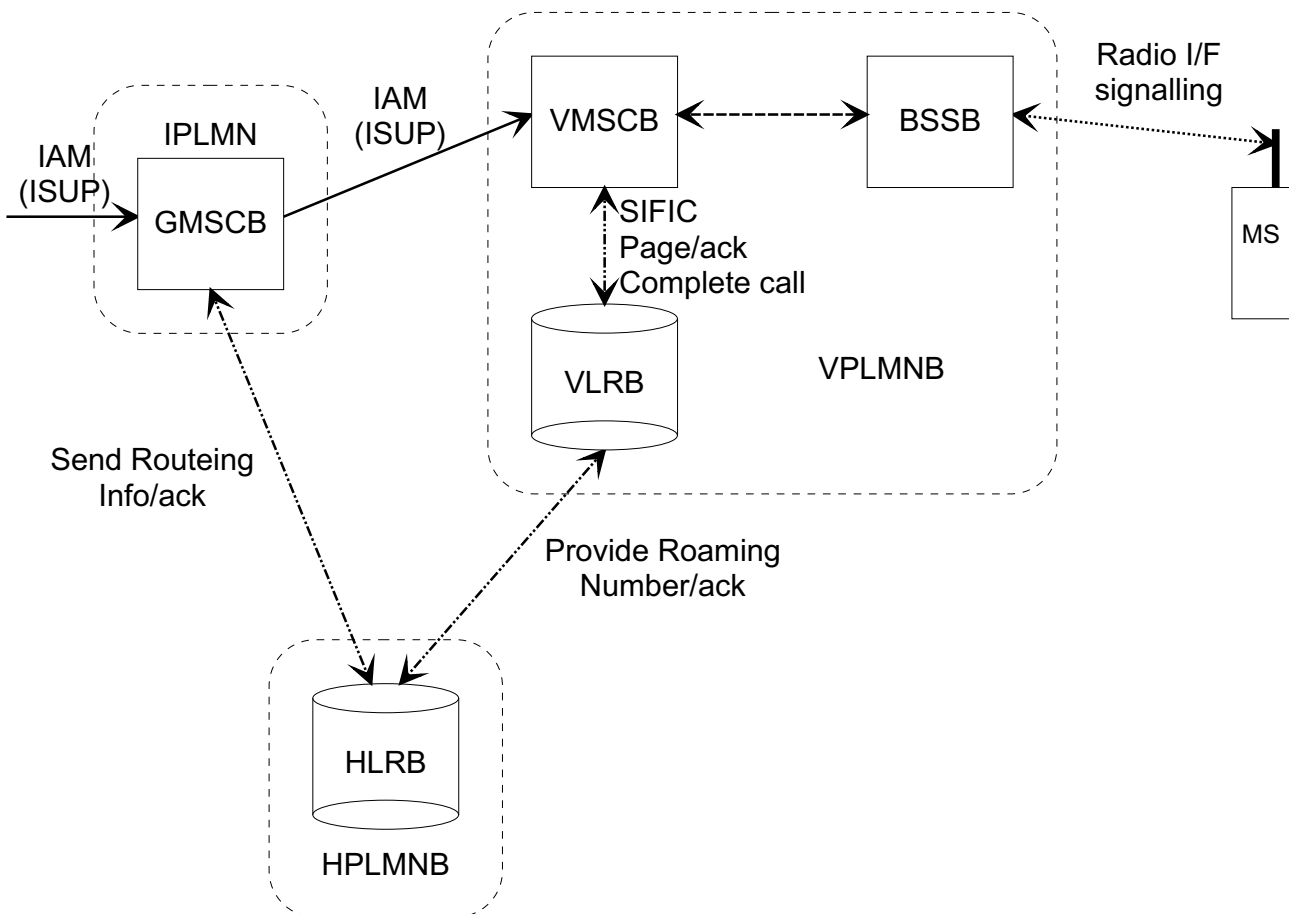 IAM
(ISUP)
IPLMN
GMSCB
IAM
(ISUP)
VMSCB
BSSB
Radio I/F
signalling
MS
SIFIC
Page/ack
Complete call
VLRB
VPLMNB
Send Routeing
Info/ack
Provide Roaming
Number/ack
HLRB
HPLMNB